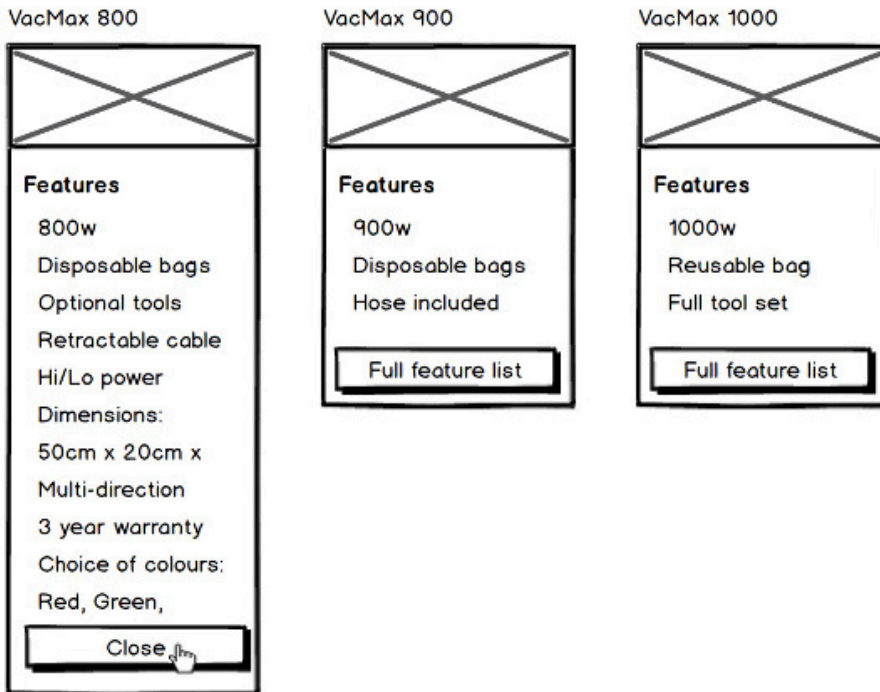 VacMax 800
Features
800w
Disposable bags
Optional tools
Retractable cable
Hi/Lo power
Dimensions:
50cm x 20cm x
Multi-direction
3 year warranty
Choice of colours:
Red, Green,
Close
VacMax 900
Features
900w
Disposable bags
Hose included
Full feature list
VacMax 1000
Features
1000w
Reusable bag
Full tool set
Full feature list